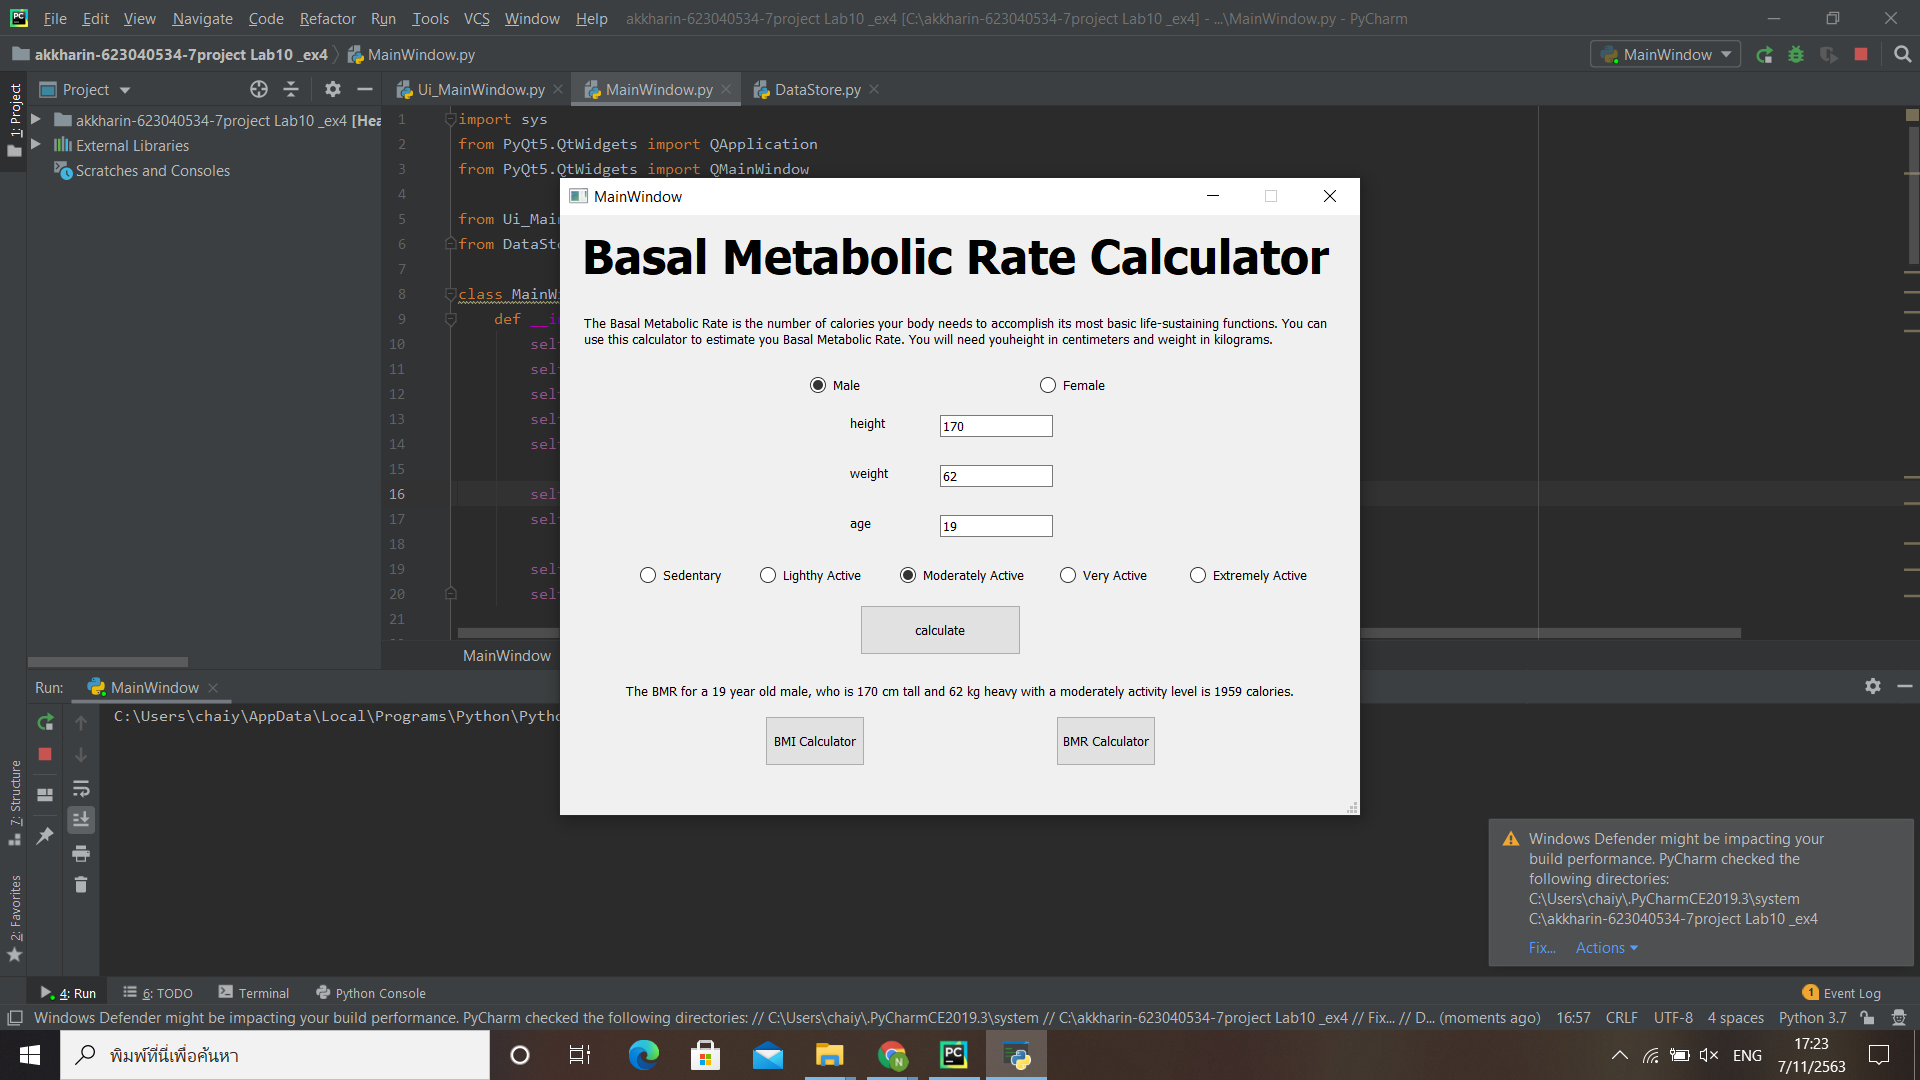 File Edit View Navigate Code Refactor Run Tools VCS Window Help akkharin-623040534-7project Lab10 _ex4 [C:\akkharin-623040534-7project Lab10 _ex4] - ...\MainWindow.py - PyCharm
akkharin-623040534-7project Lab10 _ex4 MainWindow.py MainWindow
1: Project
Project
Ui_MainWindow.py MainWindow.py DataStore.py
akkharin-623040534-7project Lab10 _ex4 [Hea
External Libraries
Scratches and Consoles
1 import sys
2 from PyQt5.QtWidgets import QApplication
3 from PyQt5.QtWidgets import QMainWindow
4
5 from Ui_Mai
6 from DataSt
7
8 class MainW
9 def __i
10 sel
11 sel
12 sel
13 sel
14 sel
15
16 sel
17 sel
18
19 sel
20 sel
21
MainWindow
MainWindow
Basal Metabolic Rate Calculator
The Basal Metabolic Rate is the number of calories your body needs to accomplish its most basic life-sustaining functions. You can
use this calculator to estimate you Basal Metabolic Rate. You will need youheight in centimeters and weight in kilograms.
Male Female
height 170
weight 62
age 19
Sedentary Lighthy Active Moderately Active Very Active Extremely Active
calculate
The BMR for a 19 year old male, who is 170 cm tall and 62 kg heavy with a moderately activity level is 1959 calories.
BMI Calculator BMR Calculator
Run: MainWindow
C:\Users\chaiy\AppData\Local\Programs\Python\Pytho
7: Structure
2: Favorites
Windows Defender might be impacting your
build performance. PyCharm checked the
following directories:
C:\Users\chaiy\.PyCharmCE2019.3\system
C:\akkharin-623040534-7project Lab10 _ex4
Fix... Actions
4: Run 6: TODO Terminal Python Console 1 Event Log
Windows Defender might be impacting your build performance. PyCharm checked the following directories: // C:\Users\chaiy\.PyCharmCE2019.3\system // C:\akkharin-623040534-7project Lab10 _ex4 // Fix... // D... (moments ago) 16:57 CRLF UTF-8 4 spaces Python 3.7
พิมพ์ที่นี่เพื่อค้นหา
ENG
17:23
7/11/2563